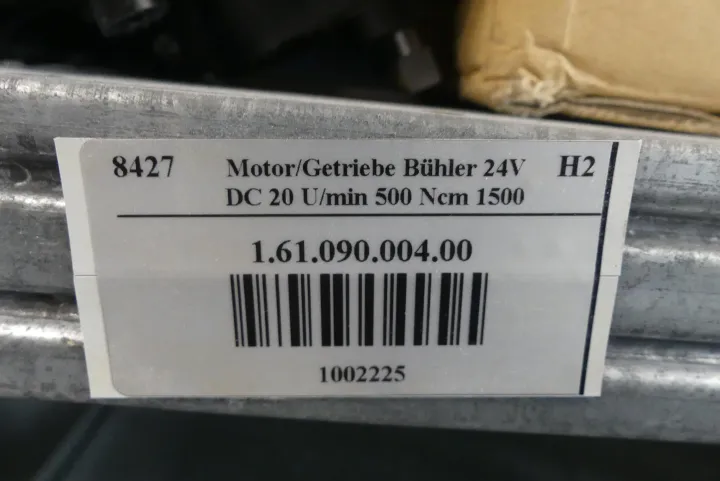 8427 Motor/Getriebe Bühler 24V H2
DC 20 U/min 500 Ncm 1500
1.61.090.004.00
1002225